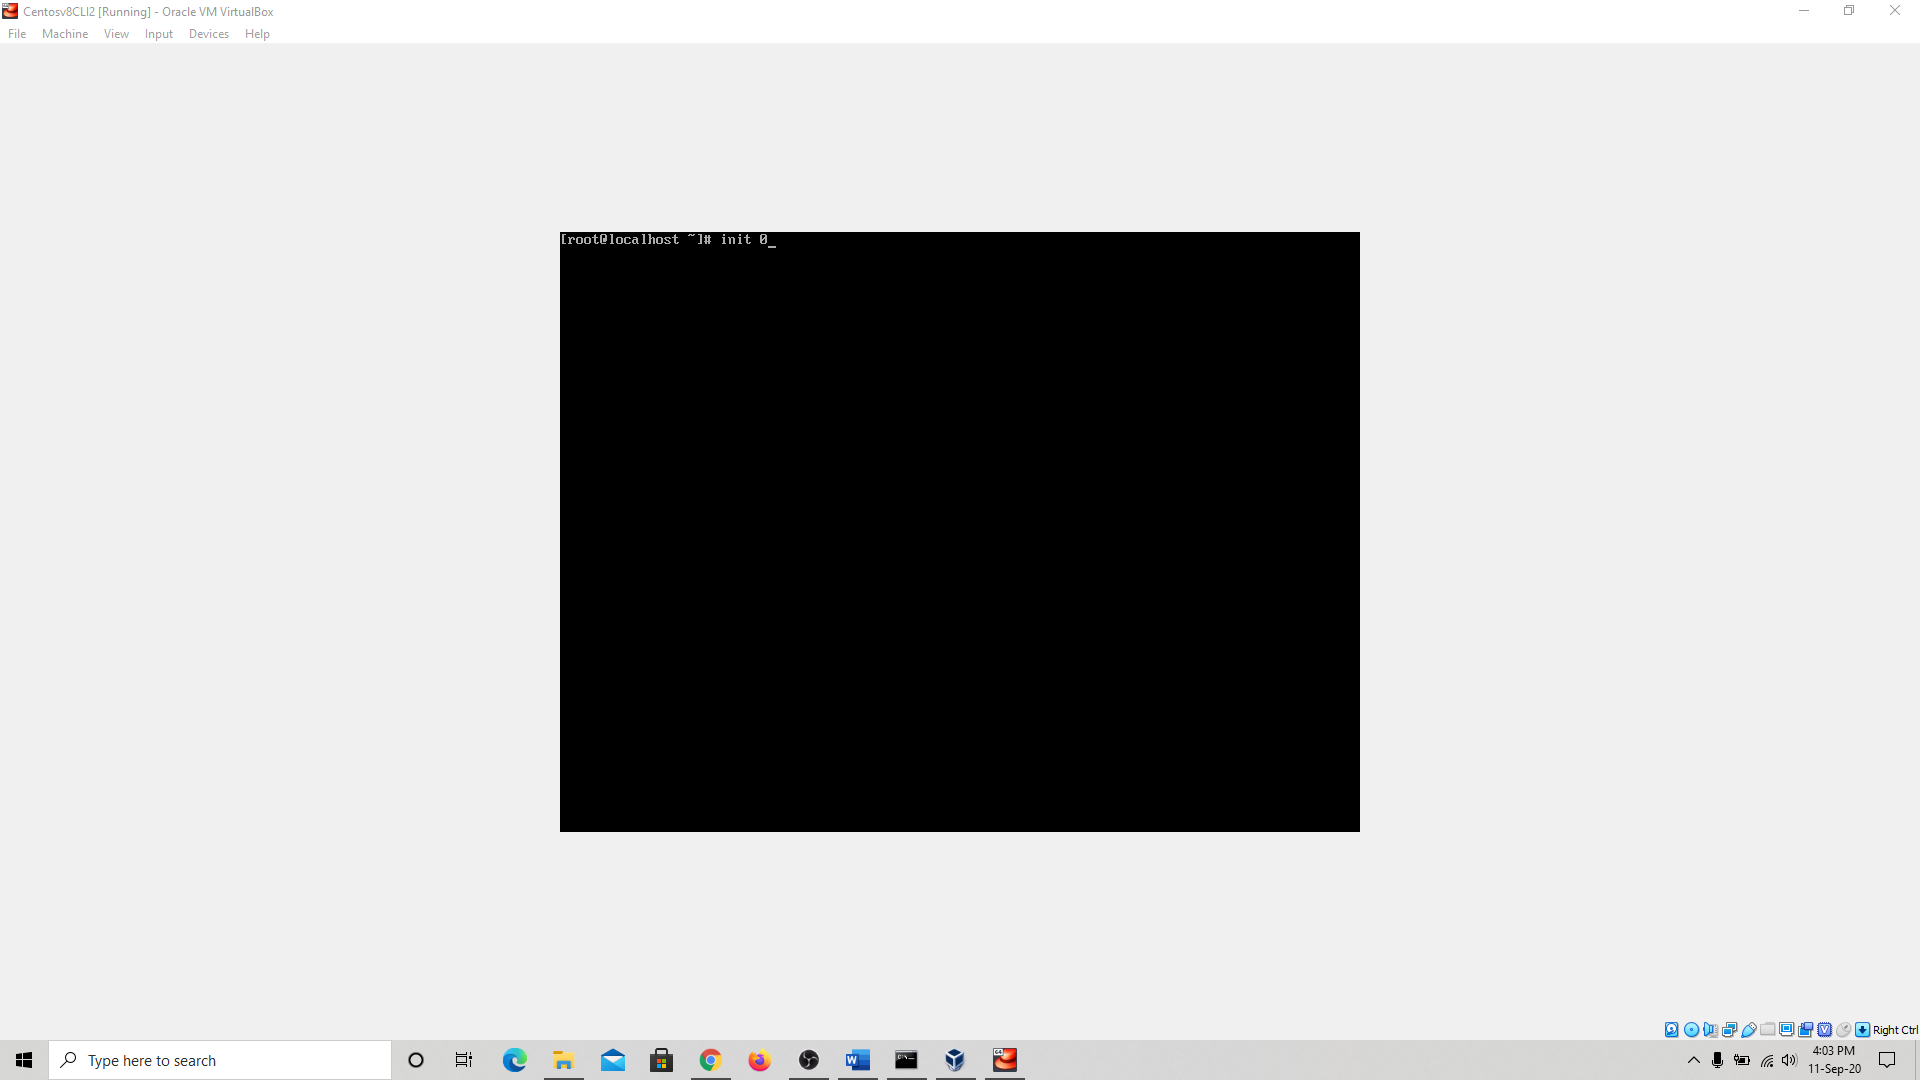 Centosv8CLI2 [Running] - Oracle VM VirtualBox
File Machine View Input Devices Help
[root@localhost ~]# init 0_
Right Ctrl
Type here to search
4:03 PM
11-Sep-20